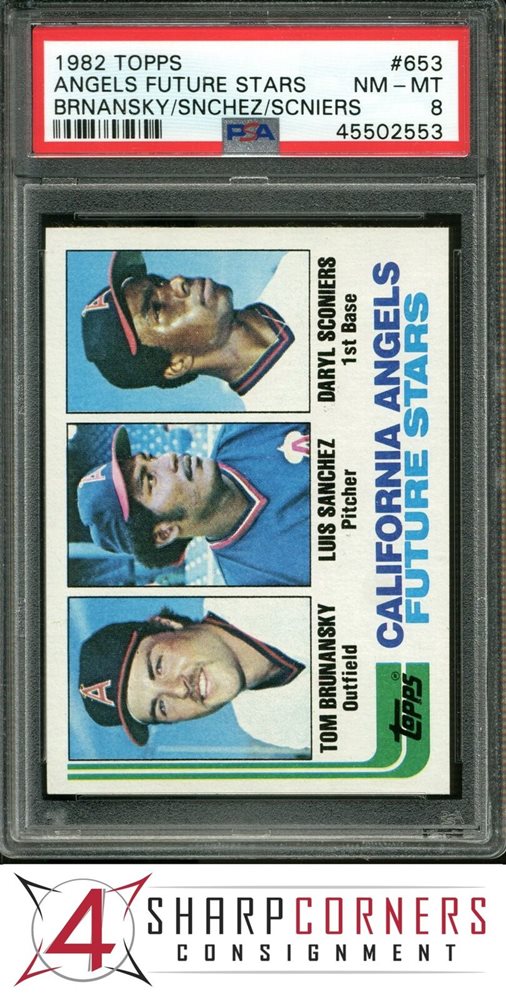 1982 TOPPS #653
ANGELS FUTURE STARS NM-MT
BRNANSKY/SNCHEZ/SCNIERS 8
PSA 45502553
TOM BRUNANSKY
Outfield
LUIS SANCHEZ
Pitcher
DARYL SCONIERS
1st Base
CALIFORNIA ANGELS
FUTURE STARS
TOPPS®
4 SHARPCORNERS
CONSIGNMENT